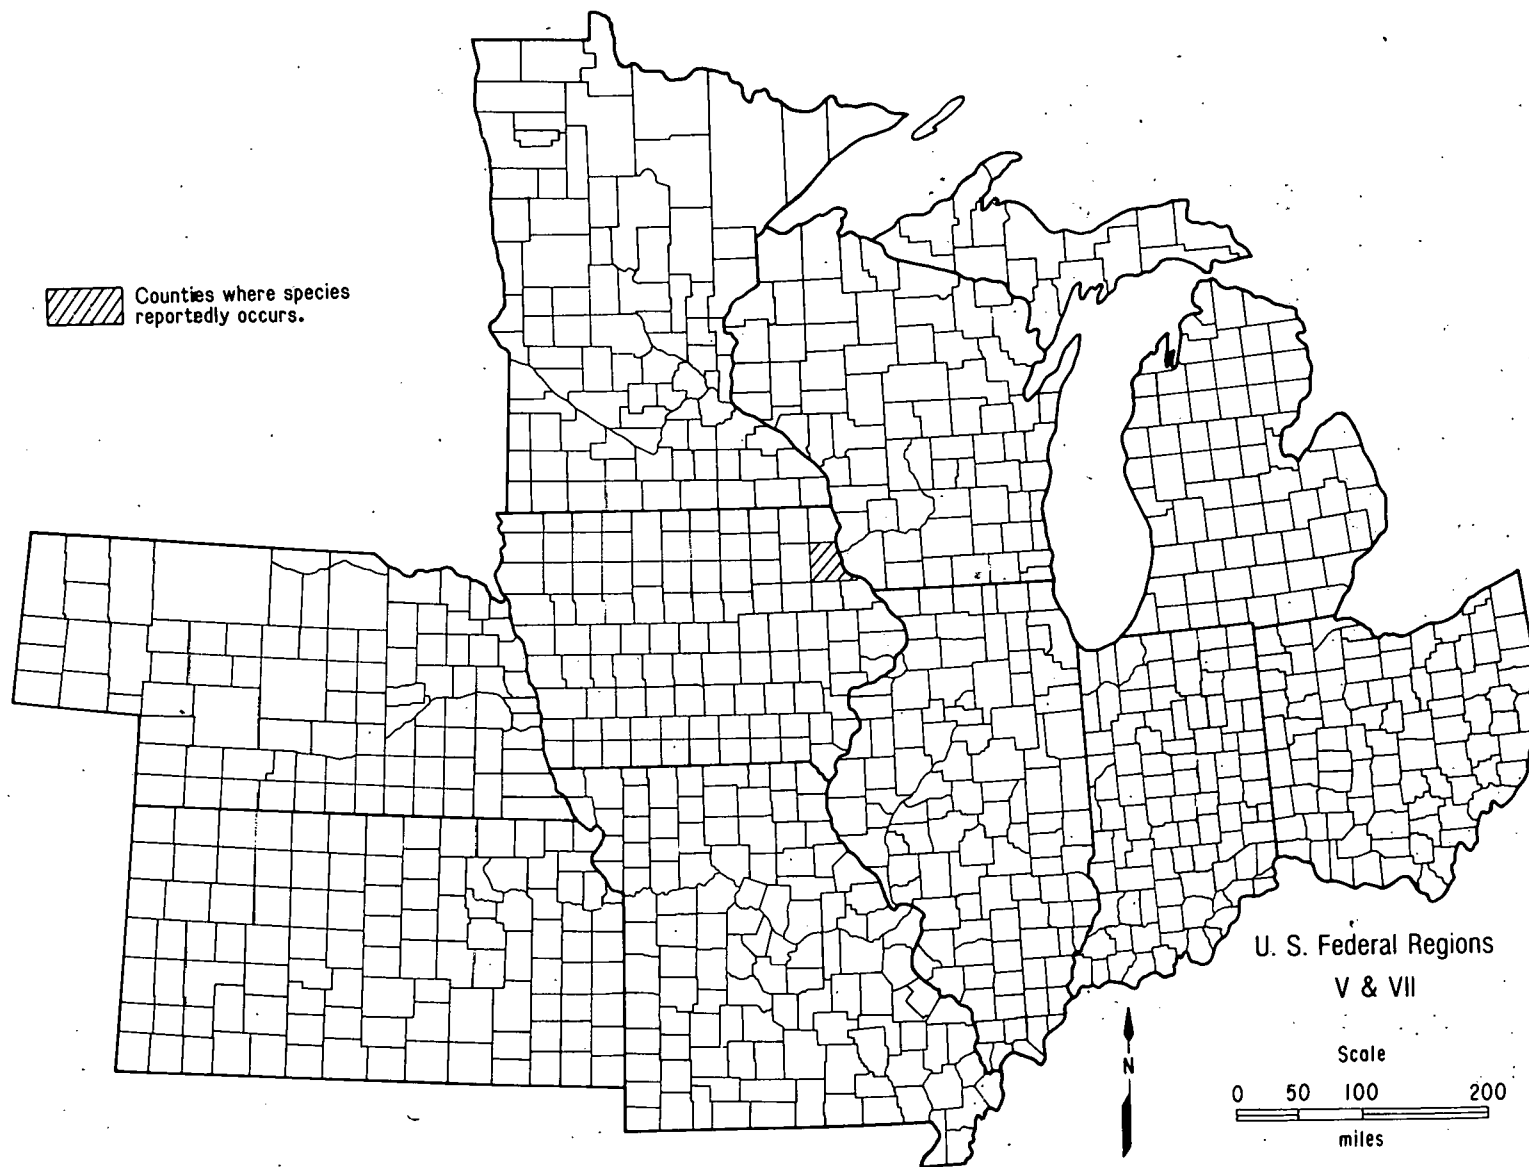 Counties where species
reportedly occurs.
U. S. Federal Regions
V & VII
Scale
0 50 100 200
miles
N